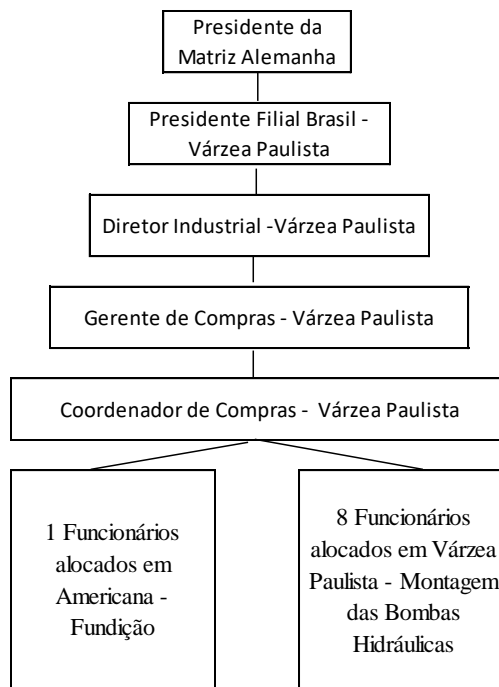 Presidente da
Matriz Alemanha
Presidente Filial Brasil -
Várzea Paulista
Diretor Industrial -Várzea Paulista
Gerente de Compras - Várzea Paulista
Coordenador de Compras - Várzea Paulista
1 Funcionários
alocados em
Americana -
Fundição
8 Funcionários
alocados em Várzea
Paulista - Montagem
das Bombas
Hidráulicas